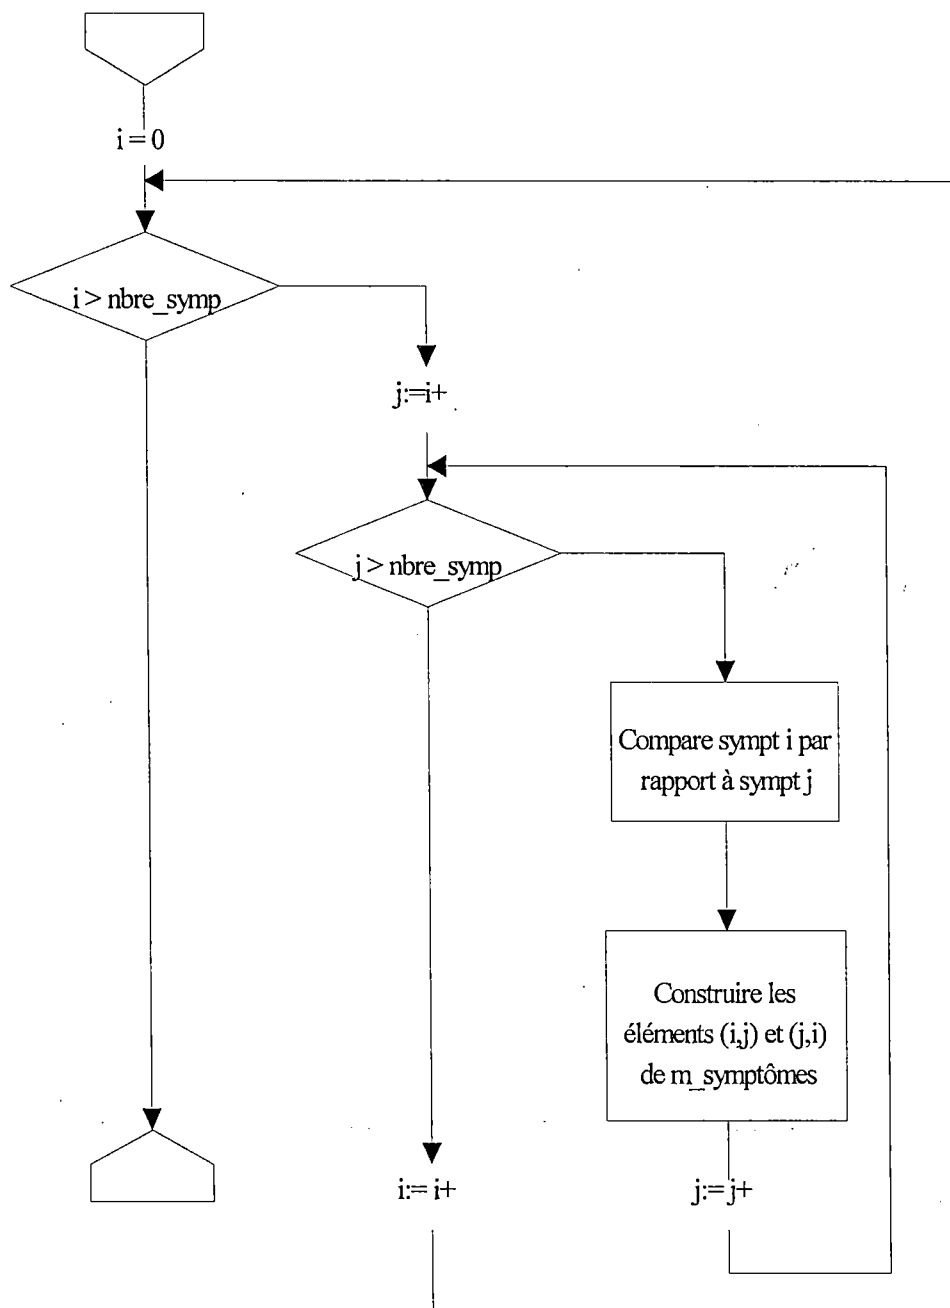 i = 0
i > nbre_symp
j:=i+
j > nbre_symp
Compare sympt i par
rapport à sympt j
Construire les
éléments (i,j) et (j,i)
de m_symptômes
i:= i+
j:= j+